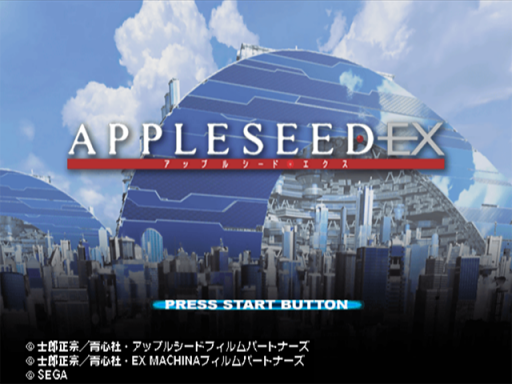 APPLESEED EX
アップルシード・エクス
PRESS START BUTTON
© 士郎正宗／青心社・アップルシードフィルムパートナーズ
© 士郎正宗／青心社・EX MACHINAフィルムパートナーズ
© SEGA